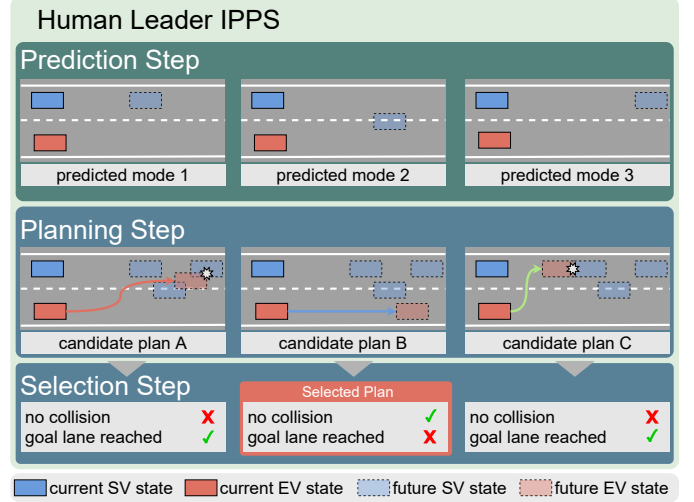 Human Leader IPPS
Prediction Step
predicted mode 1
predicted mode 2
predicted mode 3
Planning Step
candidate plan A
candidate plan B
candidate plan C
Selection Step
Selected Plan
no collision X
goal lane reached ✓
no collision ✓
goal lane reached X
no collision X
goal lane reached ✓
current SV state
current EV state
future SV state
future EV state